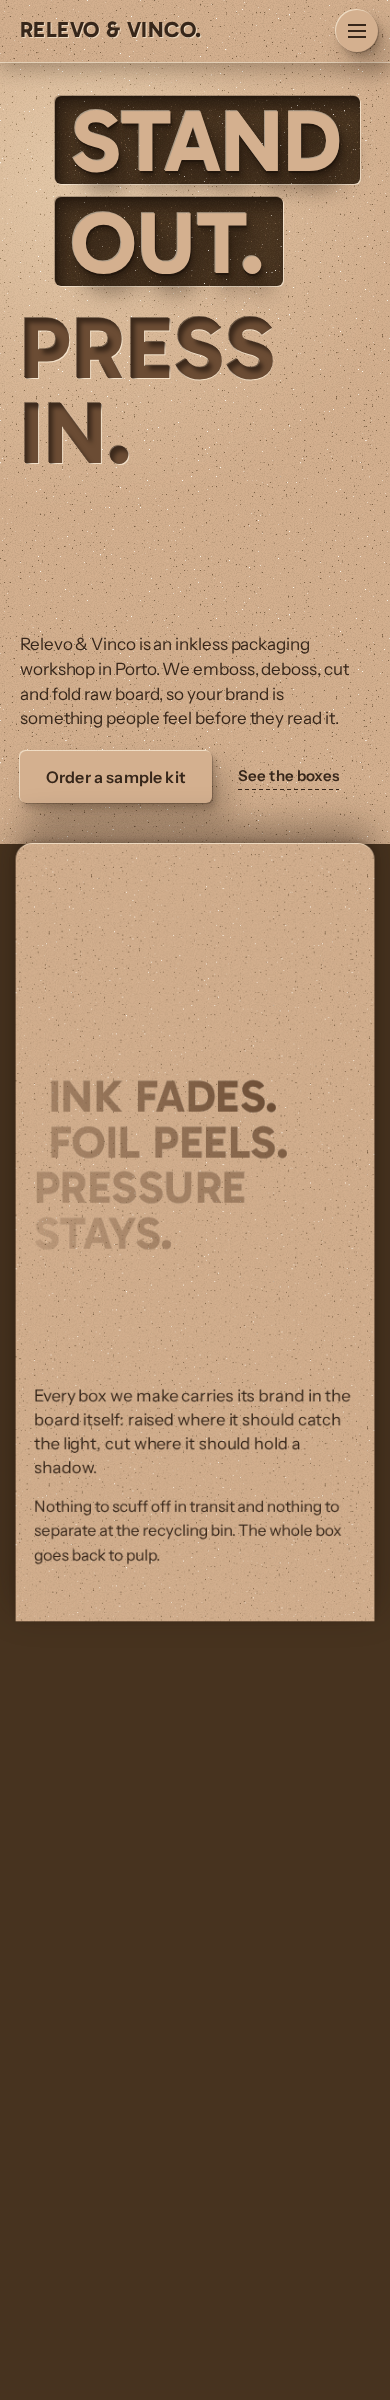 RELEVO & VINCO.
STAND
OUT.
PRESS
IN.
Relevo & Vinco is an inkless packaging
workshop in Porto. We emboss, deboss, cut
and fold raw board, so your brand is
something people feel before they read it.
Order a sample kit
See the boxes
INK FADES.
FOIL PEELS.
PRESSURE
STAYS.
Every box we make carries its brand in the
board itself: raised where it should catch
the light, cut where it should hold a
shadow.
Nothing to scuff off in transit and nothing to
separate at the recycling bin. The whole box
goes back to pulp.